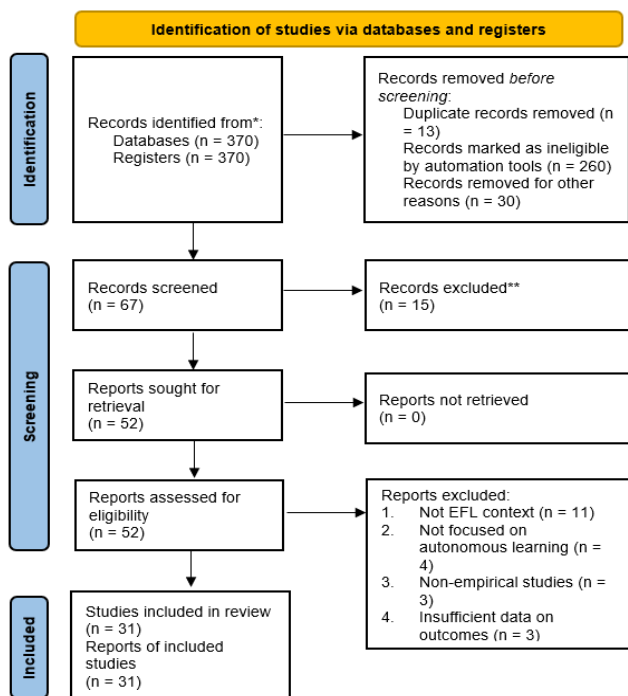 Identification of studies via databases and registers
Identification
Records identified from*:
Databases (n = 370)
Registers (n = 370)
Records removed before
screening:
Duplicate records removed (n
= 13)
Records marked as ineligible
by automation tools (n = 260)
Records removed for other
reasons (n = 30)
Screening
Records screened
(n = 67)
Records excluded**
(n = 15)
Reports sought for
retrieval
(n = 52)
Reports not retrieved
(n = 0)
Reports assessed for
eligibility
(n = 52)
Reports excluded:
1. Not EFL context (n = 11)
2. Not focused on
autonomous learning (n =
4)
3. Non-empirical studies (n =
3)
4. Insufficient data on
outcomes (n = 3)
Included
Studies included in review
(n = 31)
Reports of included
studies
(n = 31)